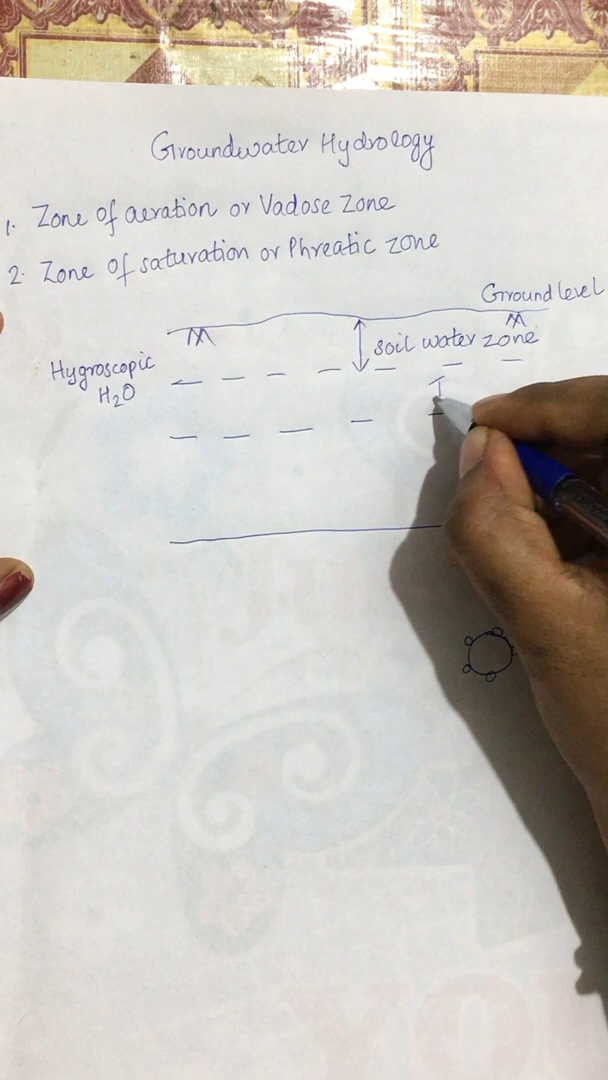 Groundwater Hydrology
1. Zone of aeration or Vadose Zone
2. Zone of saturation or Phreatic zone
Ground level
soil water zone
Hygroscopic
H2O
I